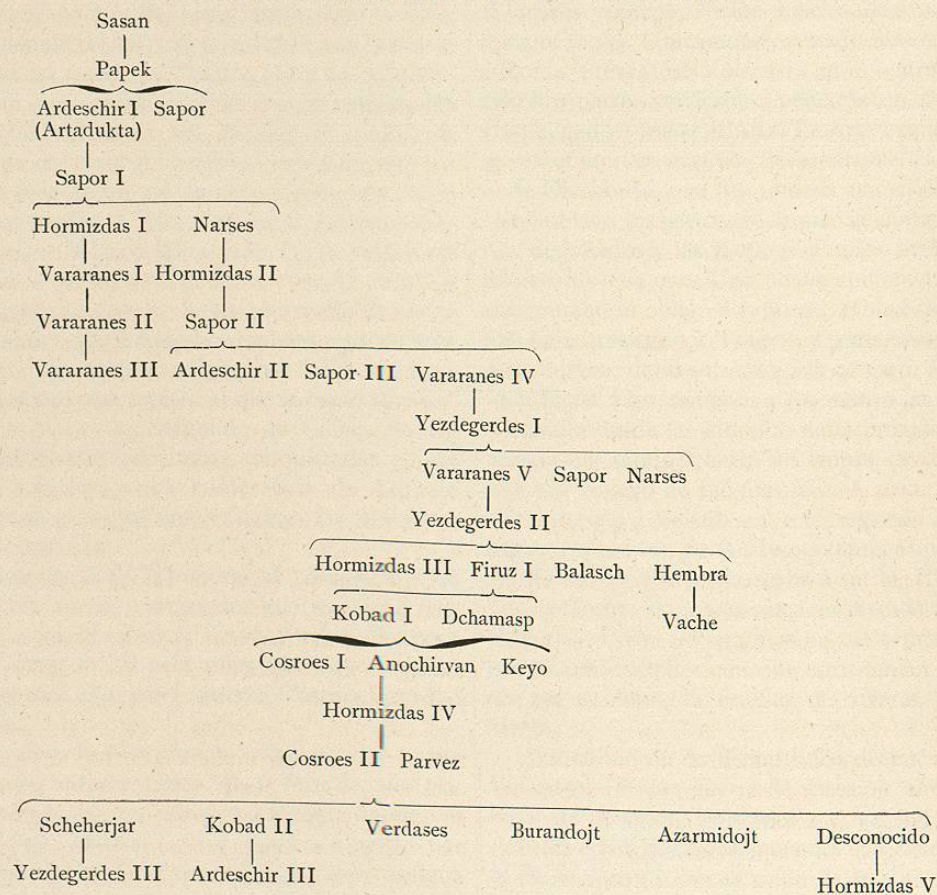 Sasan
Papek
Ardeschir I Sapor
(Artadukta)
Sapor I
Hormizdas I Narses
Vararanes I Hormizdas II
Vararanes II Sapor II
Vararanes III Ardeschir II Sapor III Vararanes IV
Yezdegerdes I
Vararanes V Sapor Narses
Yezdegerdes II
Hormizdas III Firuz I Balasch Hembra
Kobad I Dchamasp Vache
Cosroes I Anochirvan Keyo
Hormizdas IV
Cosroes II Parvez
Scheherjar Kobad II Verdases Burandojt Azarmidojt Desconocido
Yezdegerdes III Ardeschir III Hormizdas V